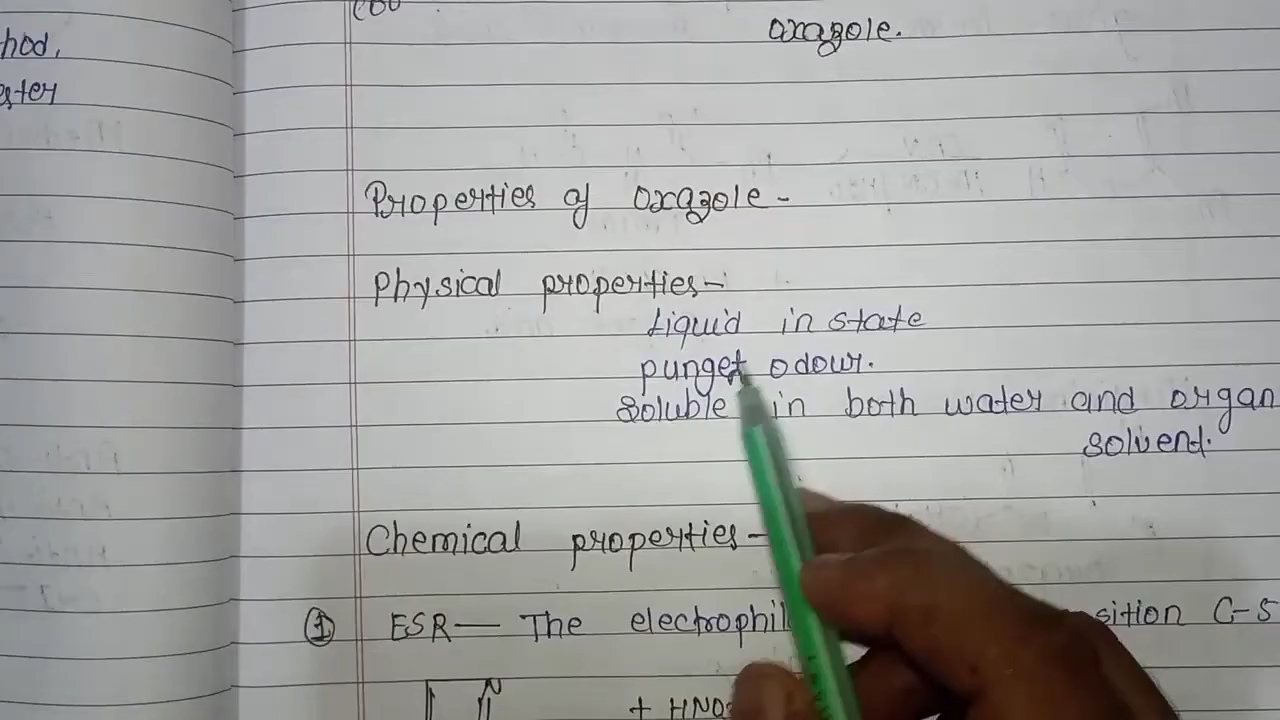 hod,
ester
oxazole.
Properties of oxazole -
Physical properties -
Liquid in state
punget odour.
Soluble in both water and organ
solvent.
Chemical properties -
① ESR — The electrophil sition C-5
N
+ HNO